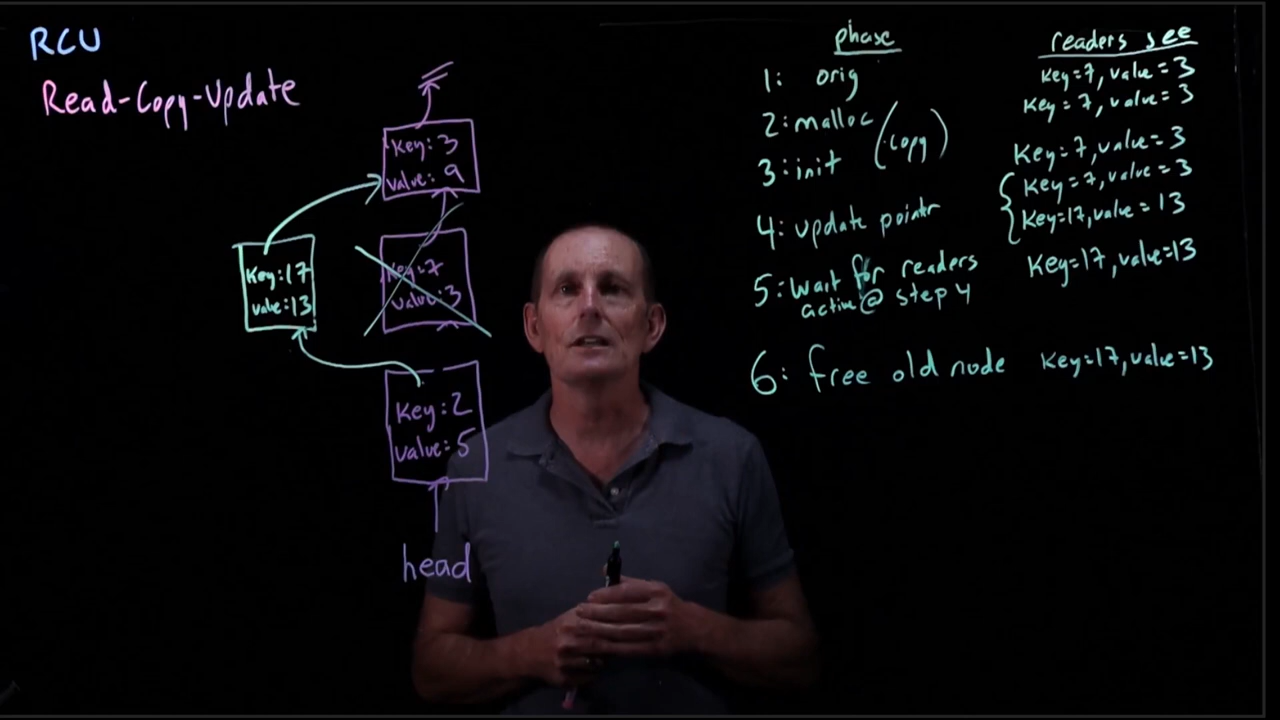 RCU
Read-Copy-Update
Key: 3
value: 9
Key: 17
value: 13
Key: 7
value: 3
Key: 2
value: 5
head
phase
1: orig
2: malloc
3: init
(copy)
4: update pointr
5: wait for readers
active @ step 4
6: free old node
readers see
Key=7, value=3
Key=7, value=3
Key=7, value=3
Key=7, value=3
Key=17, value=13
Key=17, value=13
Key=17, value=13